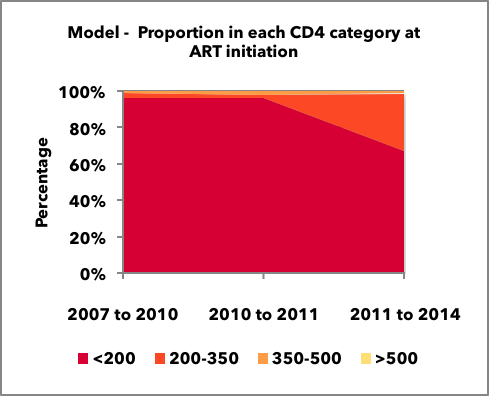 Model -  Proportion in each CD4 category at
ART initiation
Percentage
100%
80%
60%
40%
20%
0%
2007 to 2010 2010 to 2011 2011 to 2014
<200 200-350 350-500 >500